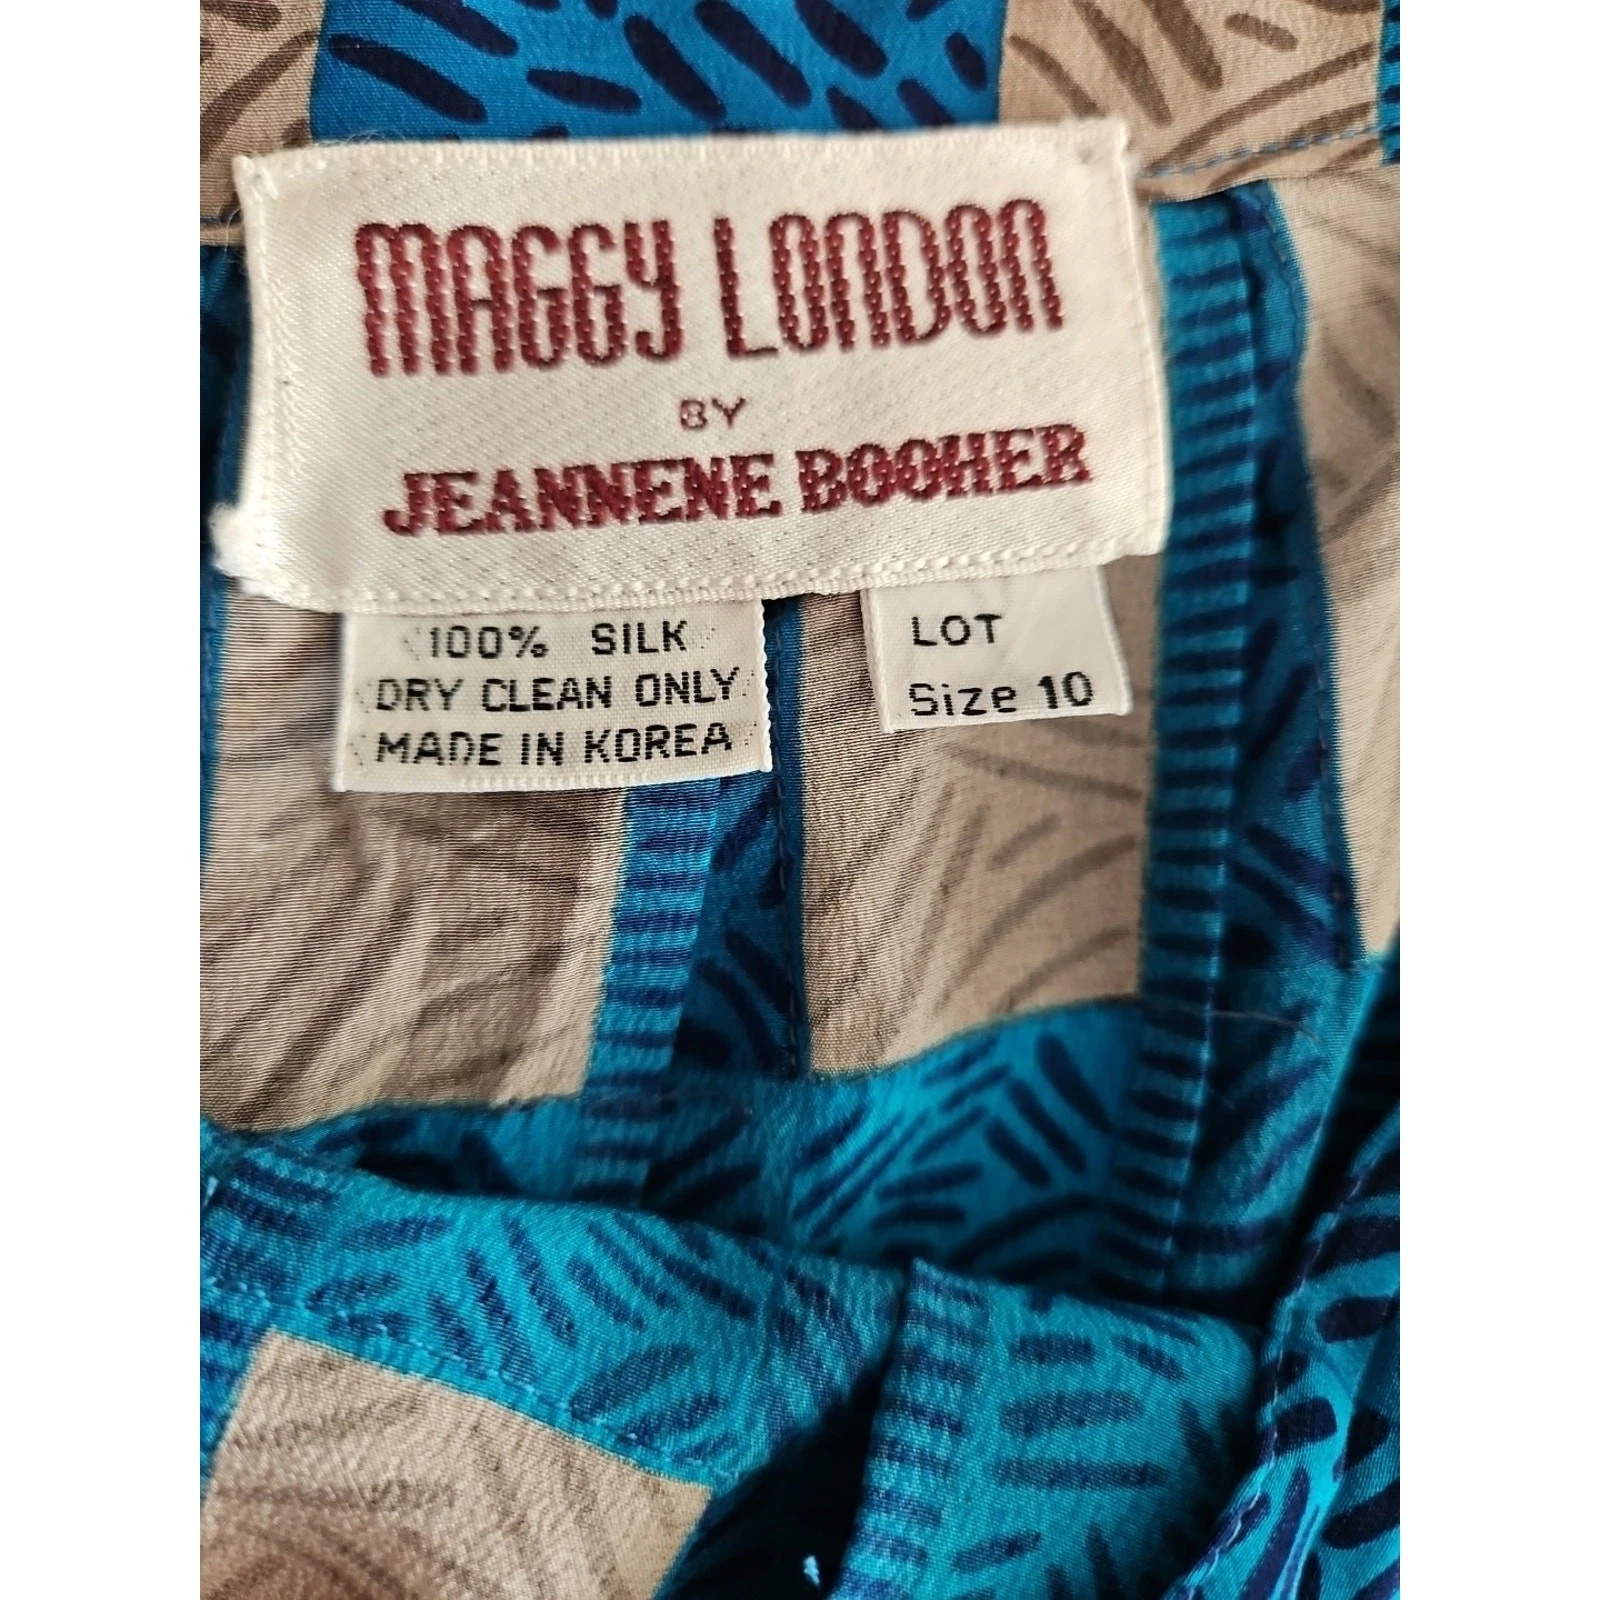 MAGGY LONDON
BY
JEANNENE BOOHER
100% SILK
DRY CLEAN ONLY
MADE IN KOREA
LOT
Size 10